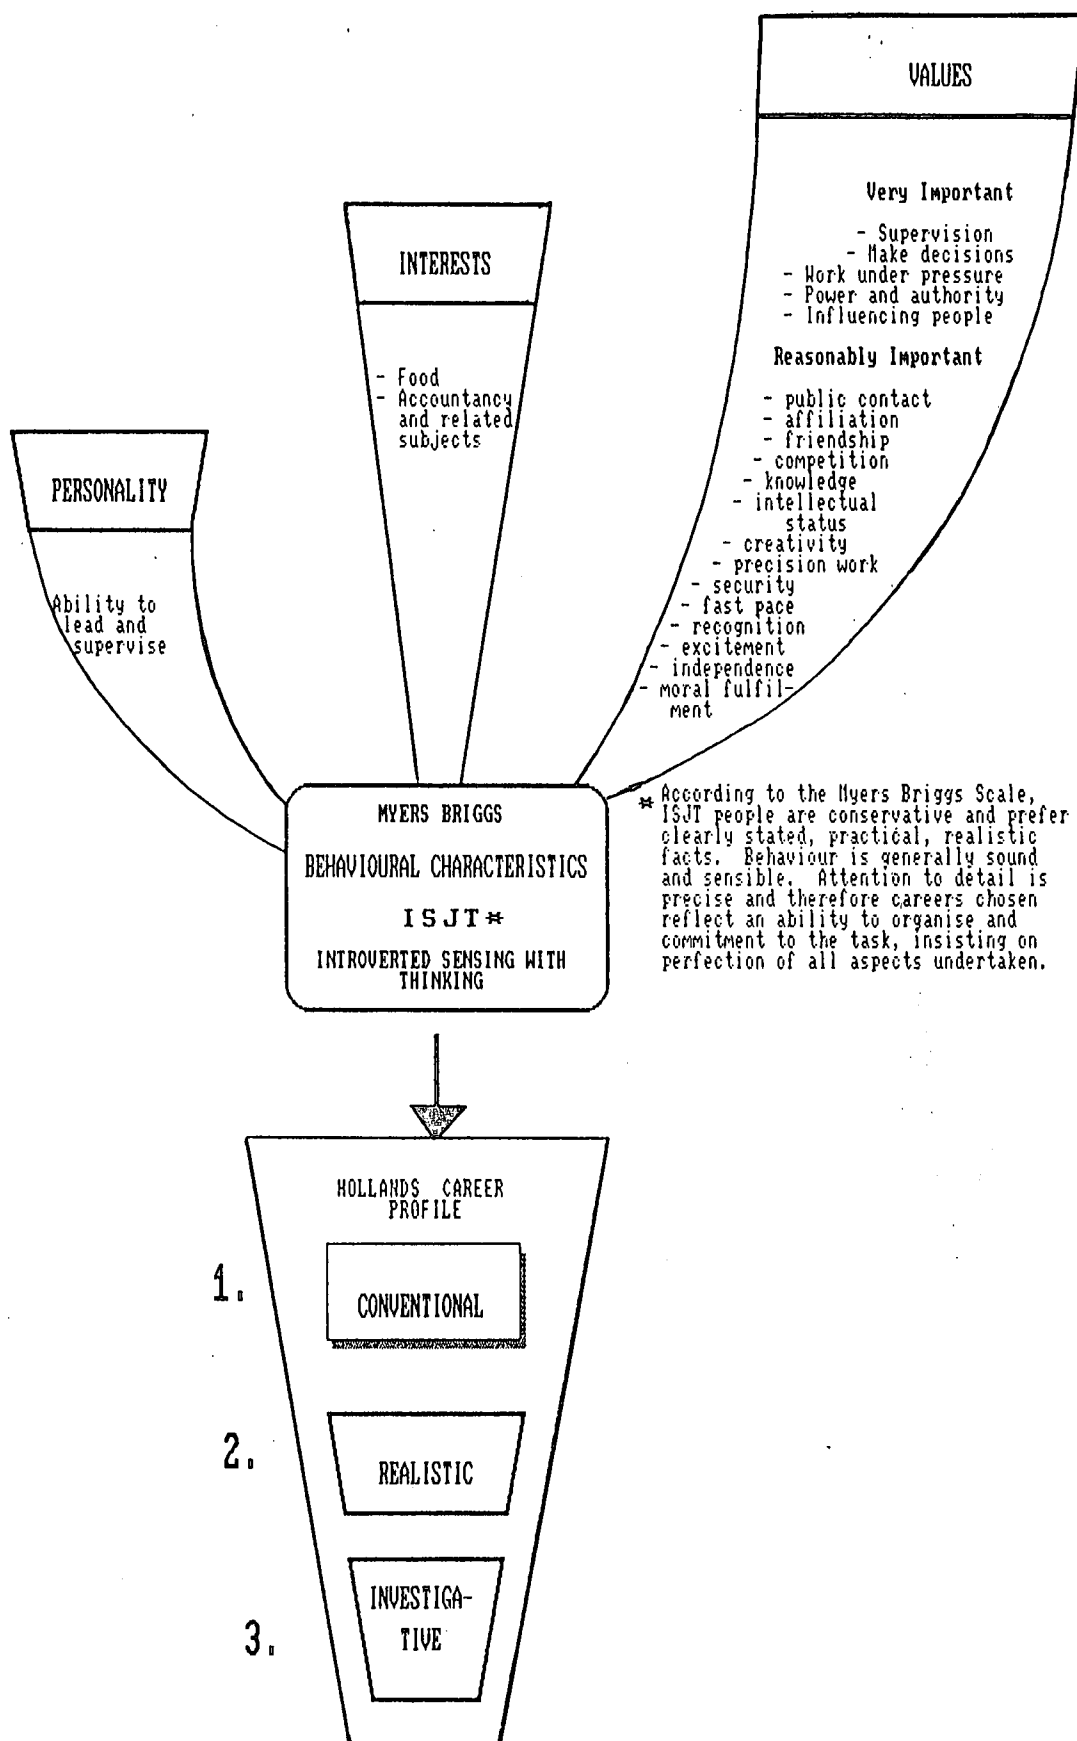 VALUES
Very Important
- Supervision
- Make decisions
- Work under pressure
- Power and authority
- Influencing people
Reasonably Important
- public contact
- affiliation
- friendship
- competition
- knowledge
- intellectual
status
- creativity
- precision work
- security
- fast pace
- recognition
- excitement
- independence
- moral fulfil-
ment
INTERESTS
- Food
- Accountancy
and related
subjects
PERSONALITY
Ability to
lead and
supervise
MYERS BRIGGS
BEHAVIOURAL CHARACTERISTICS
ISJT*
INTROVERTED SENSING WITH
THINKING
* According to the Myers Briggs Scale,
ISJT people are conservative and prefer
clearly stated, practical, realistic
facts. Behaviour is generally sound
and sensible. Attention to detail is
precise and therefore careers chosen
reflect an ability to organise and
commitment to the task, insisting on
perfection of all aspects undertaken.
HOLLANDS CAREER
PROFILE
1.
CONVENTIONAL
2.
REALISTIC
3.
INVESTIGA-
TIVE